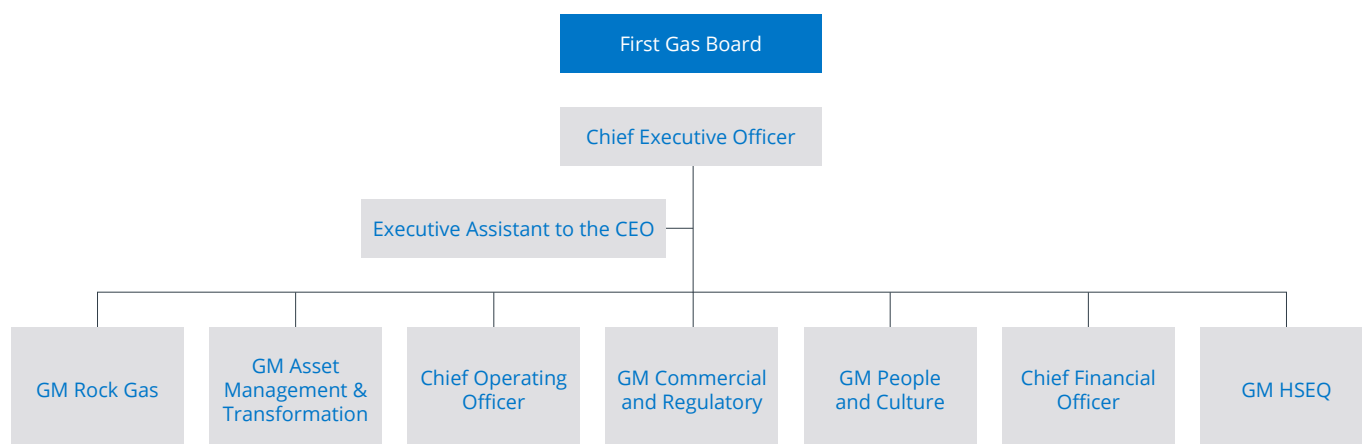 First Gas Board
Chief Executive Officer
Executive Assistant to the CEO
GM Rock Gas
GM Asset
Management &
Transformation
Chief Operating
Officer
GM Commercial
and Regulatory
GM People
and Culture
Chief Financial
Officer
GM HSEQ